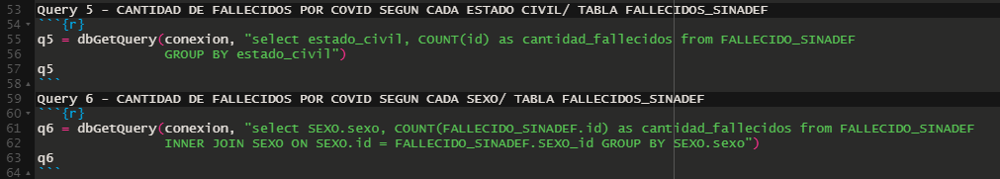 53 Query 5 - CANTIDAD DE FALLECIDOS POR COVID SEGUN CADA ESTADO CIVIL/ TABLA FALLECIDOS_SINADEF
54 ```{r}
55 q5 = dbGetQuery(conexion, "select estado_civil, COUNT(id) as cantidad_fallecidos from FALLECIDO_SINADEF
56 GROUP BY estado_civil")
57 q5
58 ```
59 Query 6 - CANTIDAD DE FALLECIDOS POR COVID SEGUN CADA SEXO/ TABLA FALLECIDOS_SINADEF
60 ```{r}
61 q6 = dbGetQuery(conexion, "select SEXO.sexo, COUNT(FALLECIDO_SINADEF.id) as cantidad_fallecidos from FALLECIDO_SINADEF
62 INNER JOIN SEXO ON SEXO.id = FALLECIDO_SINADEF.SEXO_id GROUP BY SEXO.sexo")
63 q6
64 ```